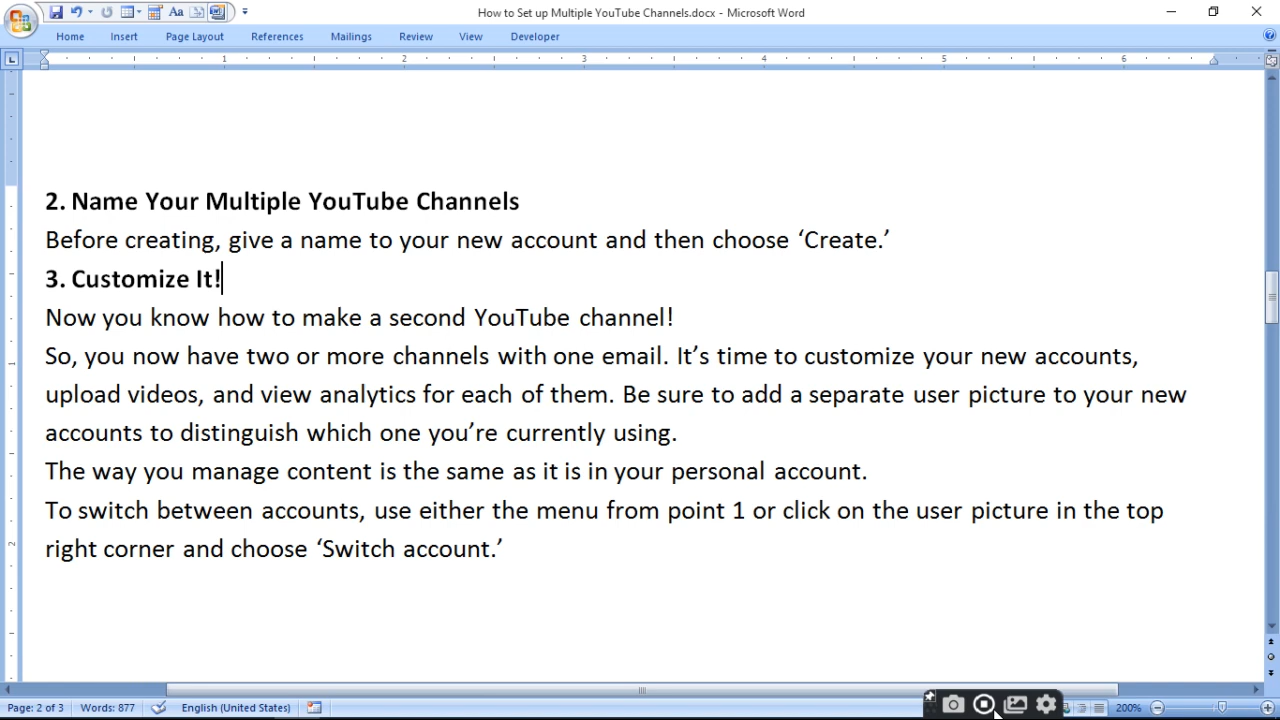 How to Set up Multiple YouTube Channels.docx - Microsoft Word
Home Insert Page Layout References Mailings Review View Developer
1 2 3 4 5 6
2. Name Your Multiple YouTube Channels
Before creating, give a name to your new account and then choose ‘Create.’
3. Customize It!
Now you know how to make a second YouTube channel!
So, you now have two or more channels with one email. It’s time to customize your new accounts,
upload videos, and view analytics for each of them. Be sure to add a separate user picture to your new
accounts to distinguish which one you’re currently using.
The way you manage content is the same as it is in your personal account.
To switch between accounts, use either the menu from point 1 or click on the user picture in the top
right corner and choose ‘Switch account.’
Page: 2 of 3 Words: 877 English (United States) 200%